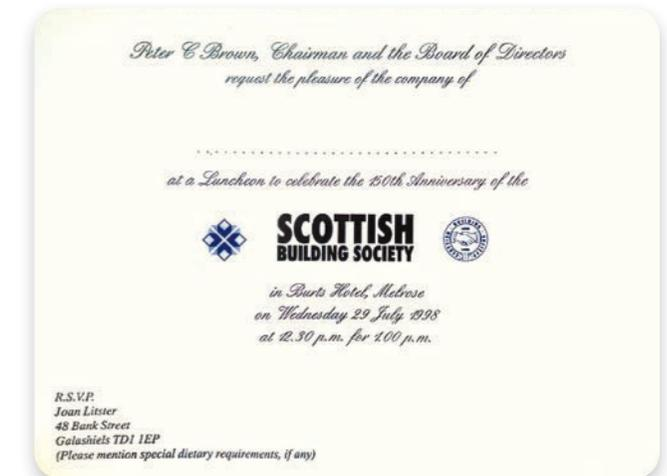 Peter C Brown, Chairman and the Board of Directors
request the pleasure of the company of
at a Luncheon to celebrate the 150th Anniversary of the
SCOTTISH
BUILDING SOCIETY
in Burts Hotel, Melrose
on Wednesday 29 July 1998
at 12.30 p.m. for 1.00 p.m.
R.S.V.P.
Joan Litster
48 Bank Street
Galashiels TD1 1EP
(Please mention special dietary requirements, if any)